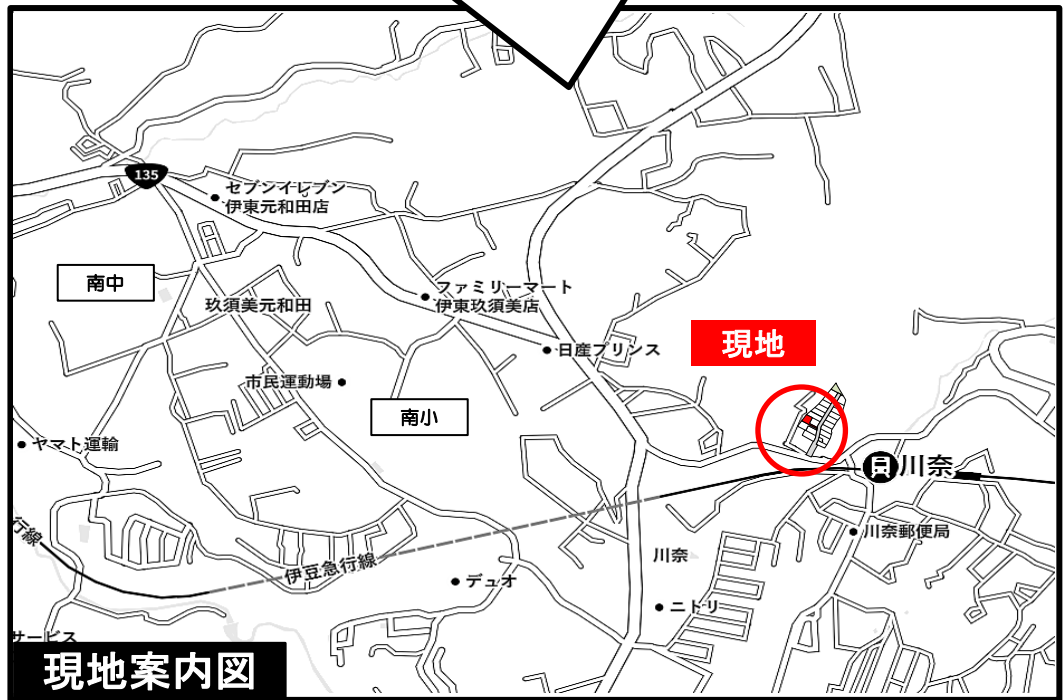 135
セブンイレブン
伊東元和田店
南中
ファミリーマート
伊東玖須美店
玖須美元和田
現地
日産プリンス
市民運動場
南小
ヤマト運輸
川奈
行線
川奈郵便局
川奈
伊豆急行線
デュオ
ニトリ
サービス
現地案内図